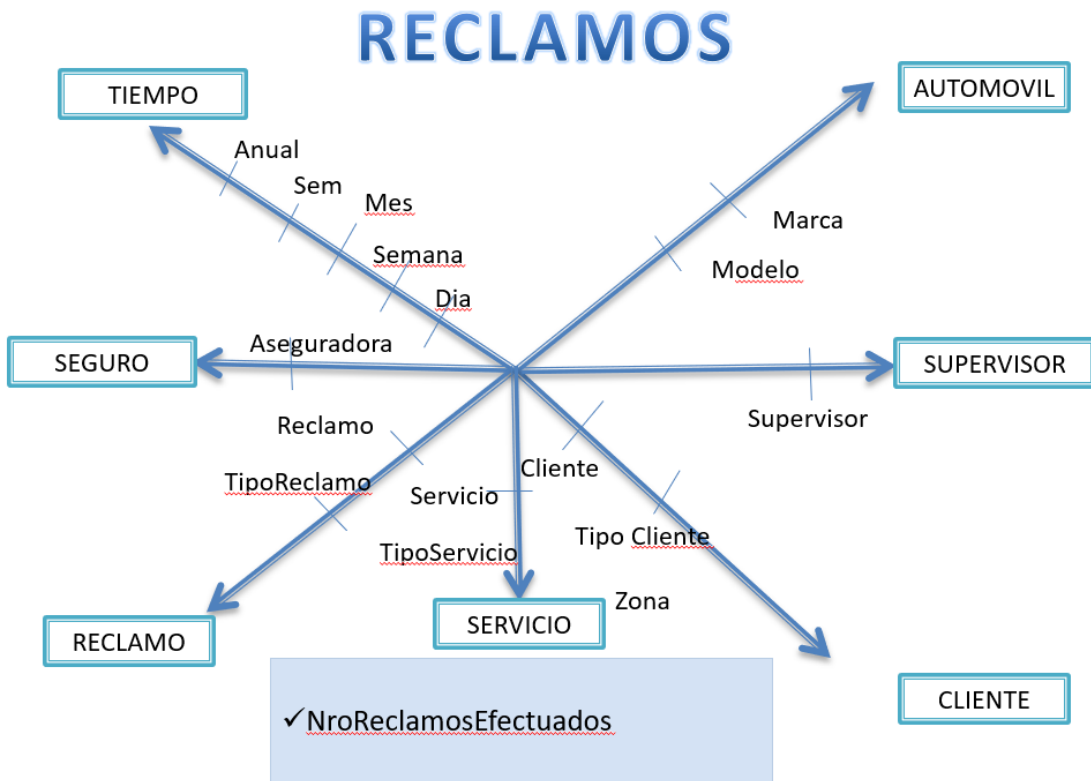 RECLAMOS
TIEMPO
AUTOMOVIL
Anual
Sem
Mes
Semana
Dia
Marca
Modelo
SEGURO
Aseguradora
SUPERVISOR
Supervisor
Reclamo
TipoReclamo
Cliente
Servicio
Tipo Cliente
TipoServicio
Zona
RECLAMO
SERVICIO
CLIENTE
✓NroReclamosEfectuados